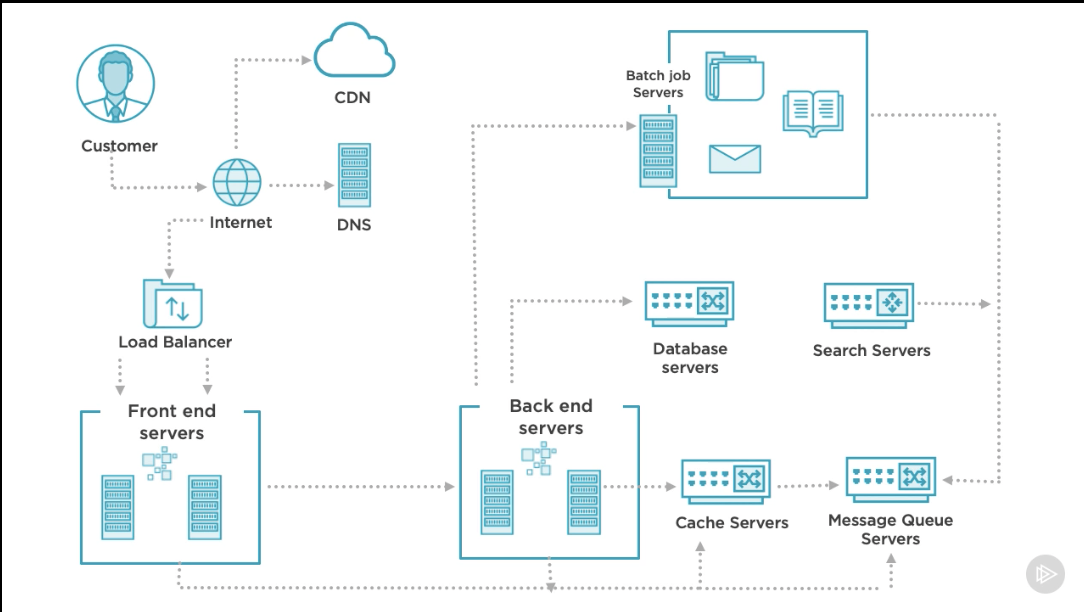 Customer
CDN
Internet
DNS
Load Balancer
Front end
servers
Back end
servers
Batch job
Servers
Database
servers
Search Servers
Cache Servers
Message Queue
Servers